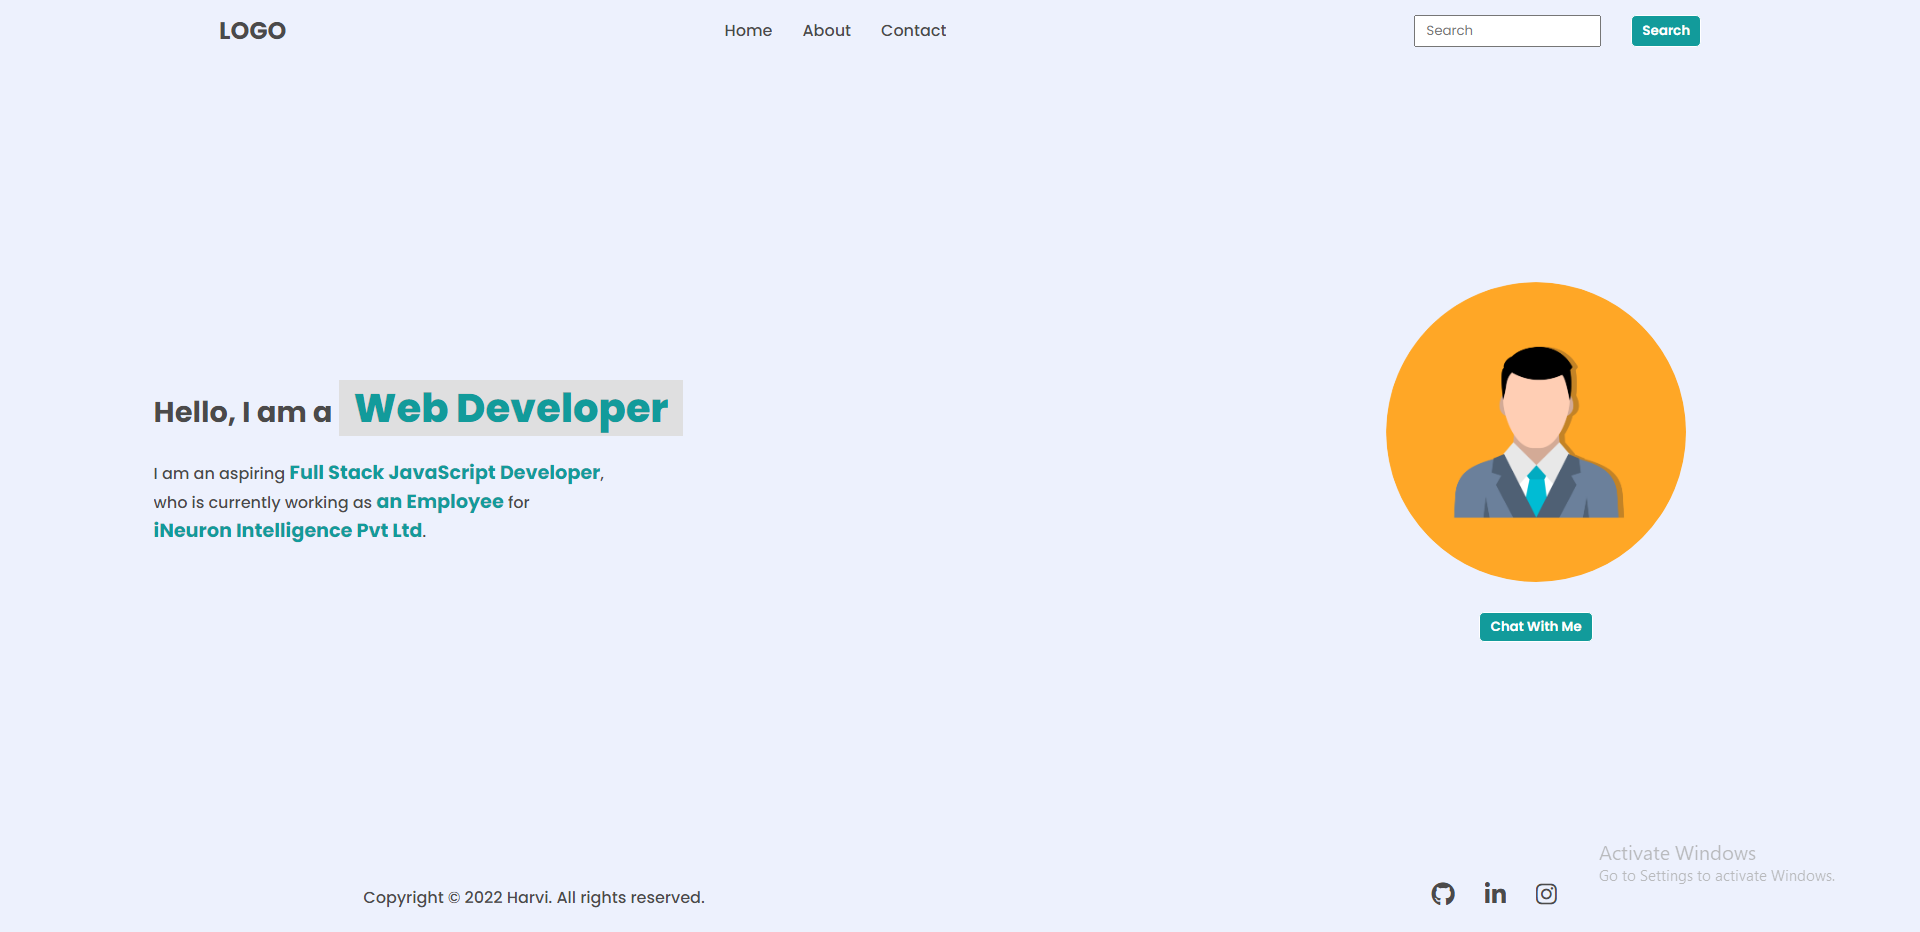 LOGO
Home About Contact
Search Search
Hello, I am a Web Developer
I am an aspiring Full Stack JavaScript Developer,
who is currently working as an Employee for
iNeuron Intelligence Pvt Ltd.
Chat With Me
Activate Windows
Go to Settings to activate Windows.
Copyright © 2022 Harvi. All rights reserved.
in